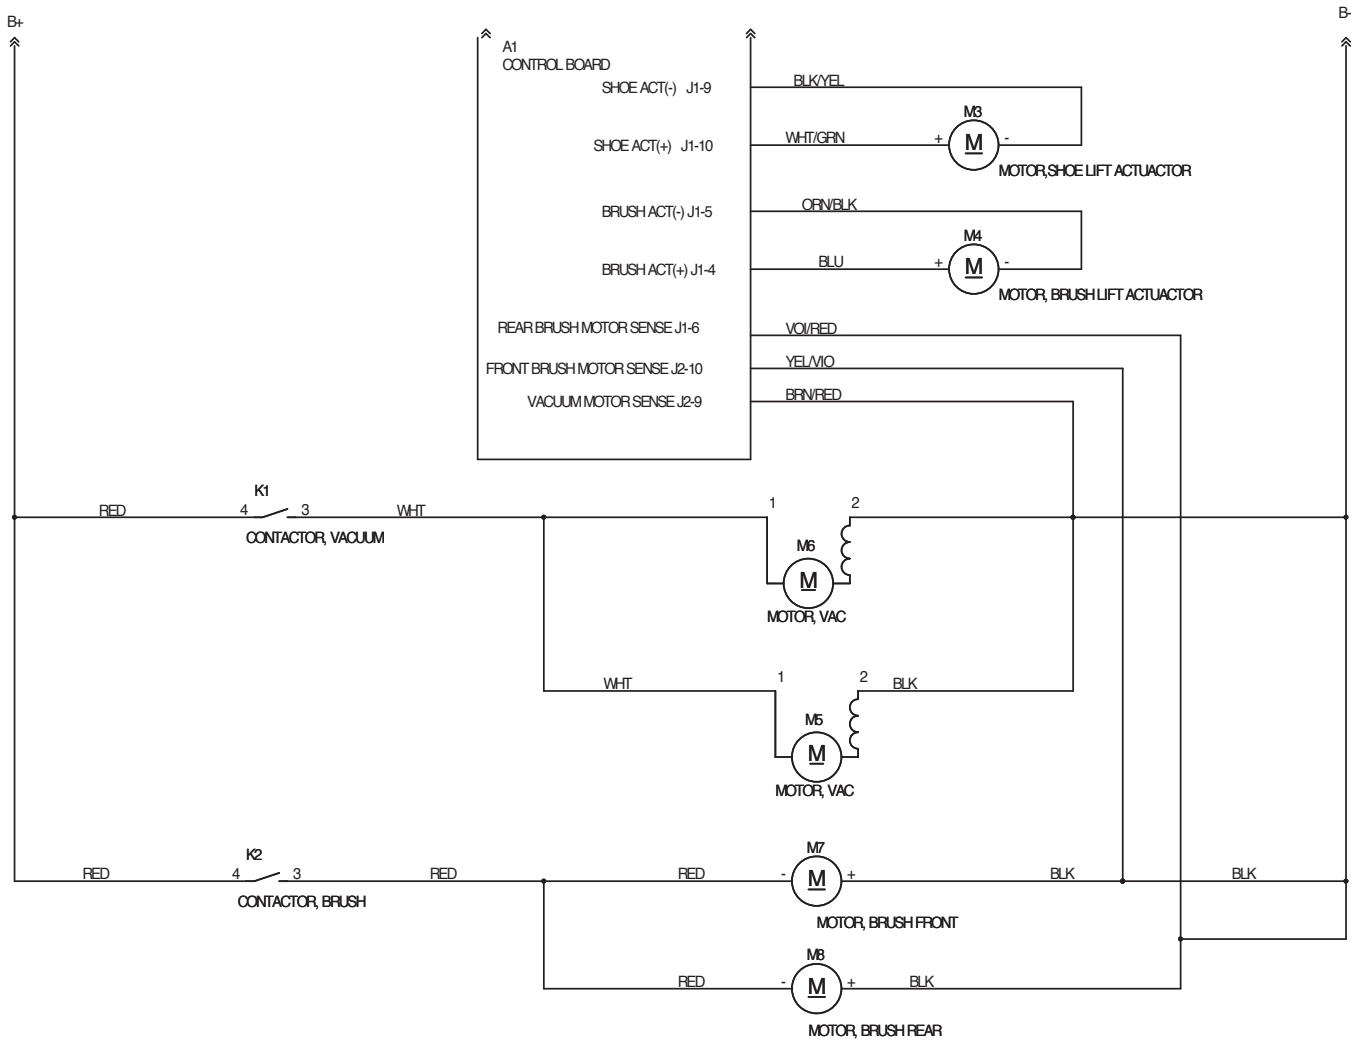 B+
B-
A1
CONTROL BOARD
SHOE ACT(-) J1-9
BLK/YEL
M3
SHOE ACT(+) J1-10
WHT/GRN
+ M -
MOTOR,SHOE LIFT ACTUACTOR
BRUSH ACT(-) J1-5
ORN/BLK
M4
BRUSH ACT(+) J1-4
BLU
+ M -
MOTOR, BRUSH LIFT ACTUACTOR
REAR BRUSH MOTOR SENSE J1-6
VOI/RED
FRONT BRUSH MOTOR SENSE J2-10
YEL/VIO
VACUUM MOTOR SENSE J2-9
BRN/RED
K1
RED
4 3
WHT
1 2
CONTACTOR, VACUUM
M6
M
MOTOR, VAC
WHT
1 2
BLK
M5
M
MOTOR, VAC
K2
M7
RED
4 3
RED
RED
- M +
BLK
BLK
CONTACTOR, BRUSH
MOTOR, BRUSH FRONT
M8
RED
- M +
BLK
MOTOR, BRUSH REAR